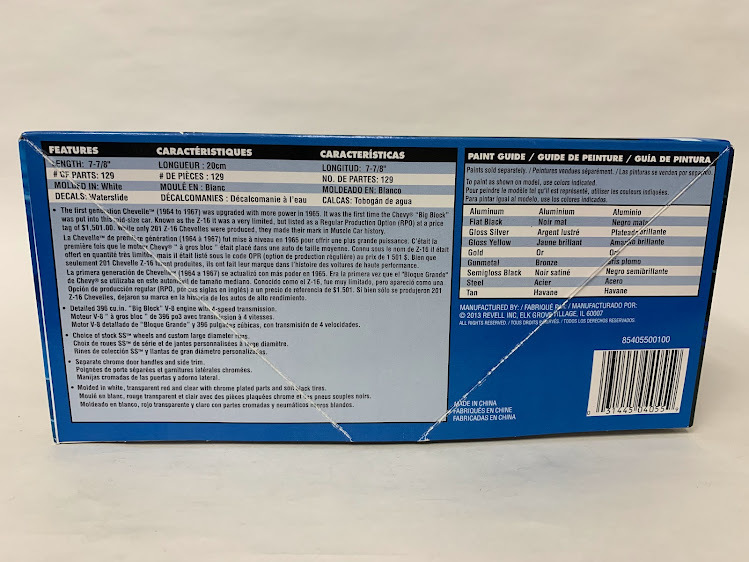 FEATURES CARACTÉRISTIQUES CARACTERÍSTICAS
LENGTH: 7-7/8" LONGUEUR : 20cm LONGITUD: 7-7/8"
# OF PARTS: 129 # DE PIÈCES : 129 NO. DE PARTES: 129
MOLDED IN: White MOULÉ EN : Blanc MOLDEADO EN: Blanco
DECALS: Waterslide DÉCALCOMANIES : Décalcomanie à l'eau CALCAS: Tobogán de agua
• The first generation Chevelle™ (1964 to 1967) was upgraded with more power in 1965. It was the first time the Chevy® "Big Block"
was put into this mid-size car. Known as the Z-16 it was a very limited, but listed as a Regular Production Option (RPO) at a price
tag of $1,501.00. While only 201 Z-16 Chevelles were produced, they made their mark in Muscle Car history.
La Chevelle™ de première génération (1964 à 1967) fut mise à niveau en 1965 pour offrir une plus grande puissance. C'était la
première fois que le moteur Chevy® " à gros bloc " était placé dans une auto de taille moyenne. Connu sous le nom de Z-16 il était
offert en quantité très limitée, mais il était listé sous le code OPR (option de production régulière) au prix de 1 501 $. Bien que
seulement 201 Chevelle Z-16 furent produites, ils ont fait leur marque dans l'histoire des voitures de haute performance.
La primera generación de Chevelle™ (1964 a 1967) se actualizó con más poder en 1965. Era la primera vez que el "Bloque Grande"
de Chevy® se utilizaba en este automóvil de tamaño mediano. Conocido como el Z-16, fue muy limitado, pero apareció como una
Opción de producción regular (RPO, por sus siglas en inglés) a un precio de referencia de $1.501. Si bien sólo se produjeron 201
Z-16 Chevelles, dejaron su marca en la historia de los autos de alto rendimiento.
• Detailed 396 cu.in. "Big Block" V-8 engine with 4-speed transmission.
Moteur V-8 " à gros bloc " de 396 po3 avec transmission à 4 vitesses.
Motor V-8 detallado de "Bloque Grande" y 396 pulgadas cúbicas, con transmisión de 4 velocidades.
• Choice of stock SS™ wheels and custom large diameter rims.
Choix de roues SS™ de série et de jantes personnalisées à large diamètre.
Rines de colección SS™ y llantas de gran diámetro personalizadas.
• Separate chrome door handles and side trim.
Poignées de porte séparées et garnitures latérales chromées.
Manijas cromadas de las puertas y adorno lateral.
• Molded in white, transparent red and clear with chrome plated parts and soft black tires.
Moulé en blanc, rouge transparent et clair avec des pièces plaquées chrome et des pneus souples noirs.
Moldeado en blanco, rojo transparente y claro con partes cromadas y neumáticos suaves blandos.
PAINT GUIDE / GUIDE DE PEINTURE / GUÍA DE PINTURA
Paints sold separately. / Peintures vendues séparément. / Las pinturas se venden por separado.
To paint as shown on model, use colors indicated.
Pour peindre le modèle tel qu'il est représenté, utiliser les couleurs indiquées.
Para pintar igual al modelo, use los colores indicados.
Aluminum Aluminium Aluminio
Flat Black Noir mat Negro mate
Gloss Silver Argent lustré Plateado brillante
Gloss Yellow Jaune brillant Amarillo brillante
Gold Or Oro
Gunmetal Bronze Gris plomo
Semigloss Black Noir satiné Negro semibrillante
Steel Acier Acero
Tan Havane Havane
MANUFACTURED BY: / FABRIQUÉ PAR: / MANUFACTURADO POR:
© 2013 REVELL INC, ELK GROVE VILLAGE, IL 60007
ALL RIGHTS RESERVED. / TOUS DROITS RÉSERVÉS. / TODOS LOS DERECHOS RESERVADOS
85405500100
MADE IN CHINA
FABRIQUÉS EN CHINE
FABRICADAS EN CHINA
0 31445 04055